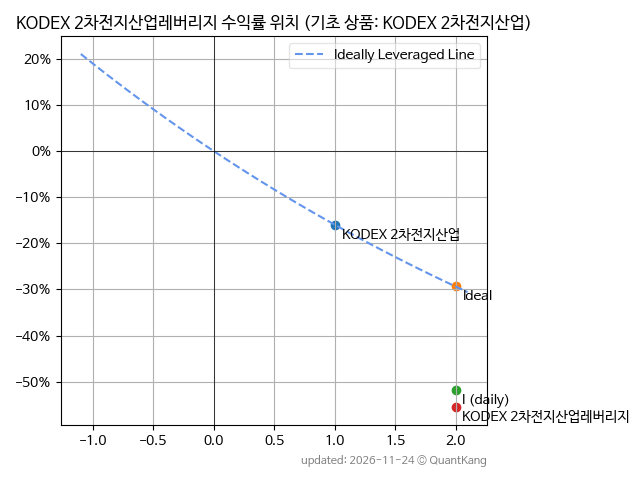 KODEX 2차전지산업레버리지 수익률 위치 (기초 상품: KODEX 2차전지산업)
Ideally Leveraged Line
20%
10%
0%
−10%
−20%
−30%
−40%
−50%
KODEX 2차전지산업
Ideal
I (daily)
KODEX 2차전지산업레버리지
−1.0 −0.5 0.0 0.5 1.0 1.5 2.0
updated: 2026-11-24 © QuantKang